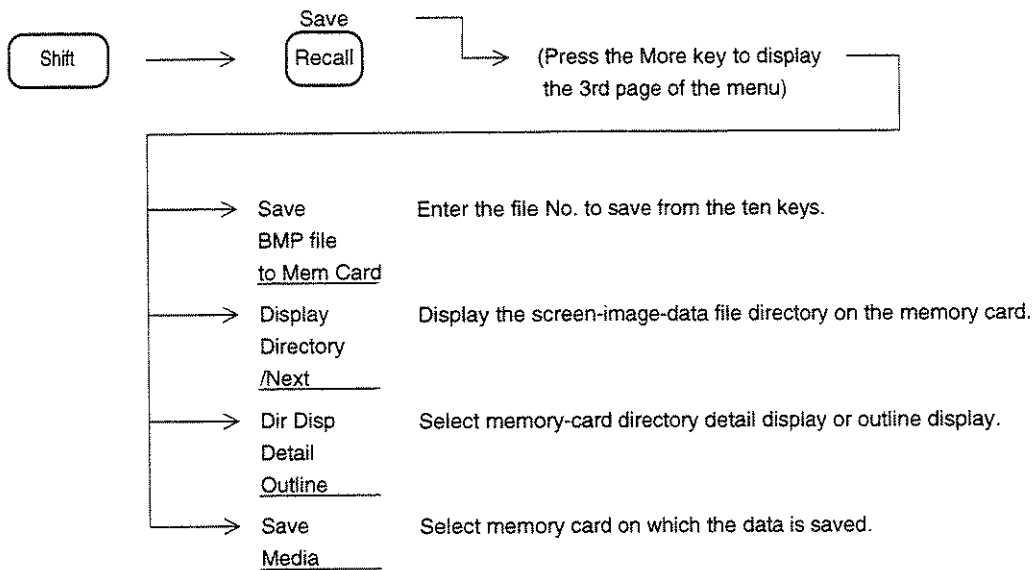 Save
Shift
Recall
(Press the More key to display
the 3rd page of the menu)
Save
BMP file
to Mem Card
Enter the file No. to save from the ten keys.
Display
Directory
/Next
Display the screen-image-data file directory on the memory card.
Dir Disp
Detail
Outline
Select memory-card directory detail display or outline display.
Save
Media
Select memory card on which the data is saved.